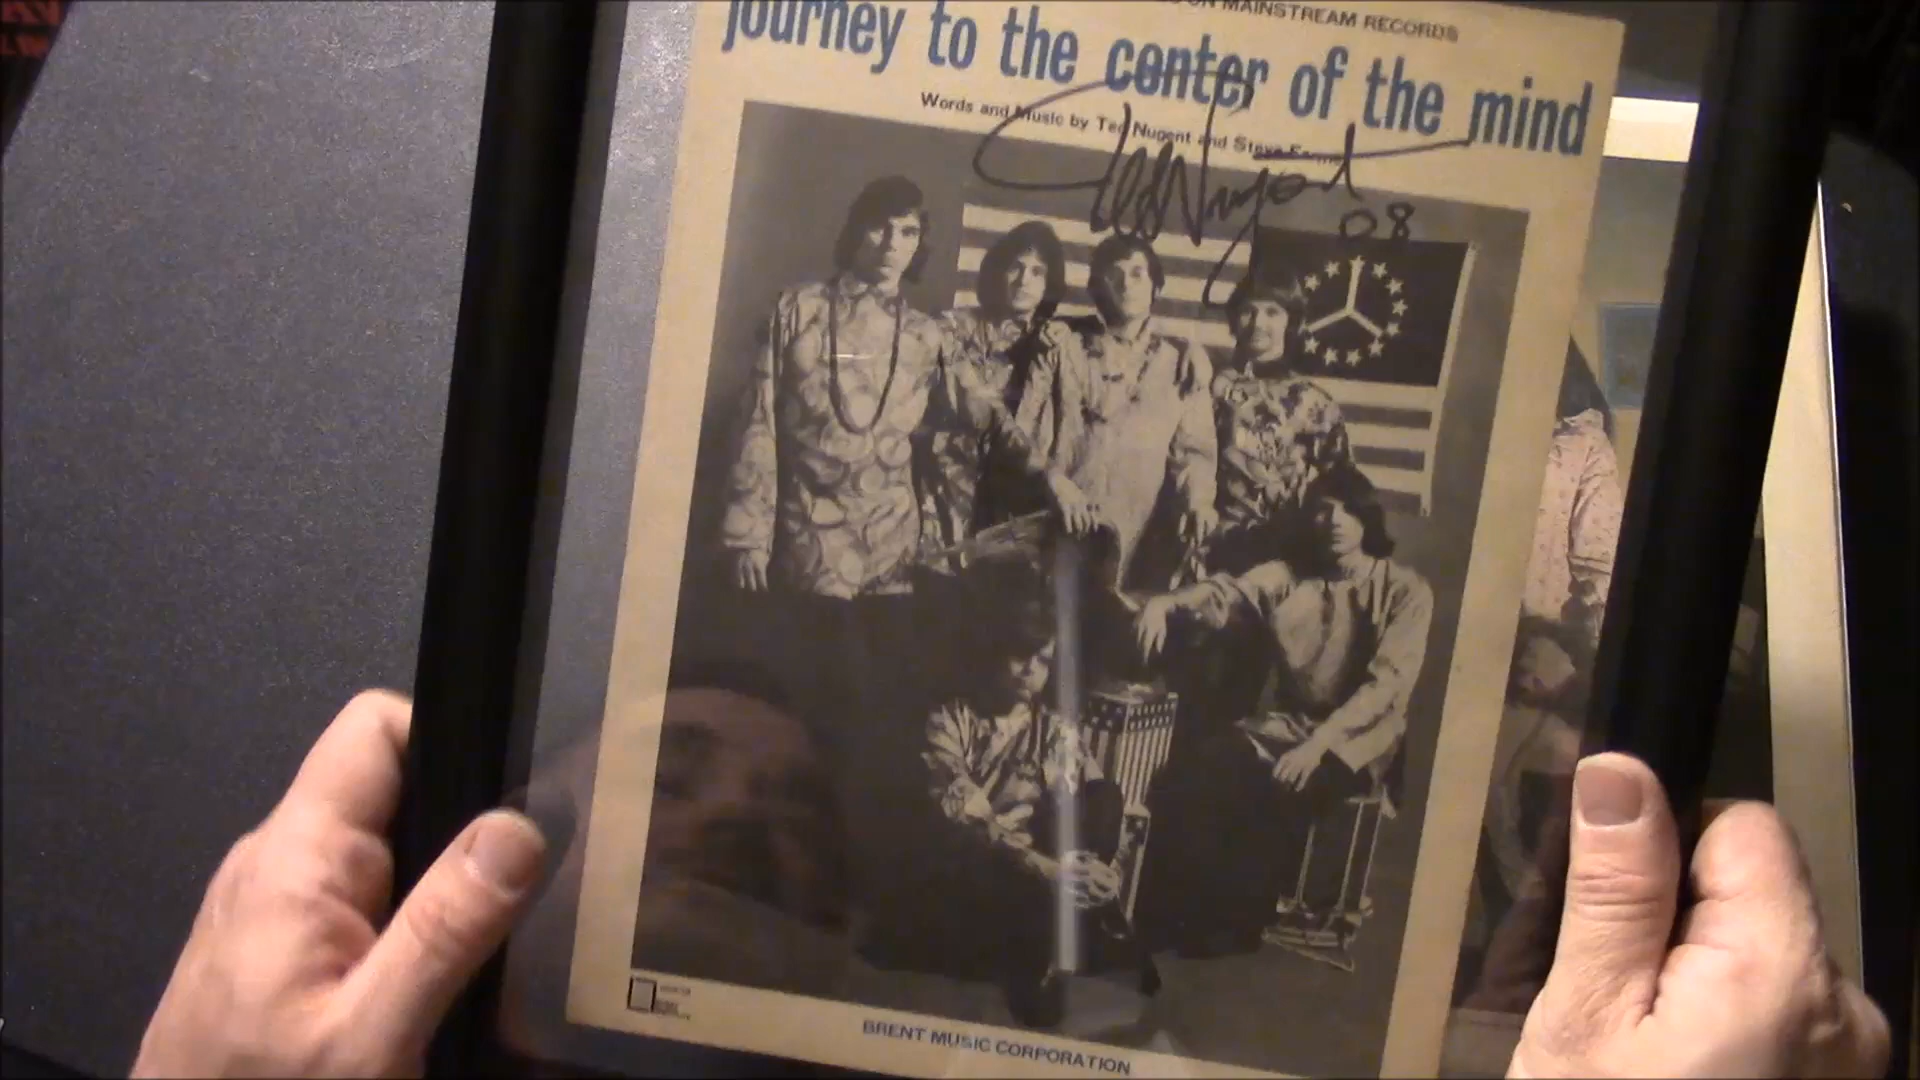 ON MAINSTREAM RECORDS
journey to the center of the mind
Words and Music by Ted Nugent and Steve
Ted Nugent
08
BRENT MUSIC CORPORATION